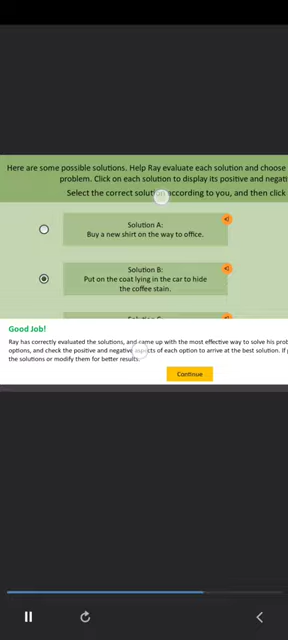 Here are some possible solutions. Help Ray evaluate each solution and choose
problem. Click on each solution to display its positive and negati
Select the correct solution according to you, and then click
Solution A:
Buy a new shirt on the way to office.
Solution B:
Put on the coat lying in the car to hide
the coffee stain.
Good Job!
Ray has correctly evaluated the solutions, and came up with the most effective way to solve his prob
options, and check the positive and negative aspects of each option to arrive at the best solution. If p
the solutions or modify them for better results.
Continue